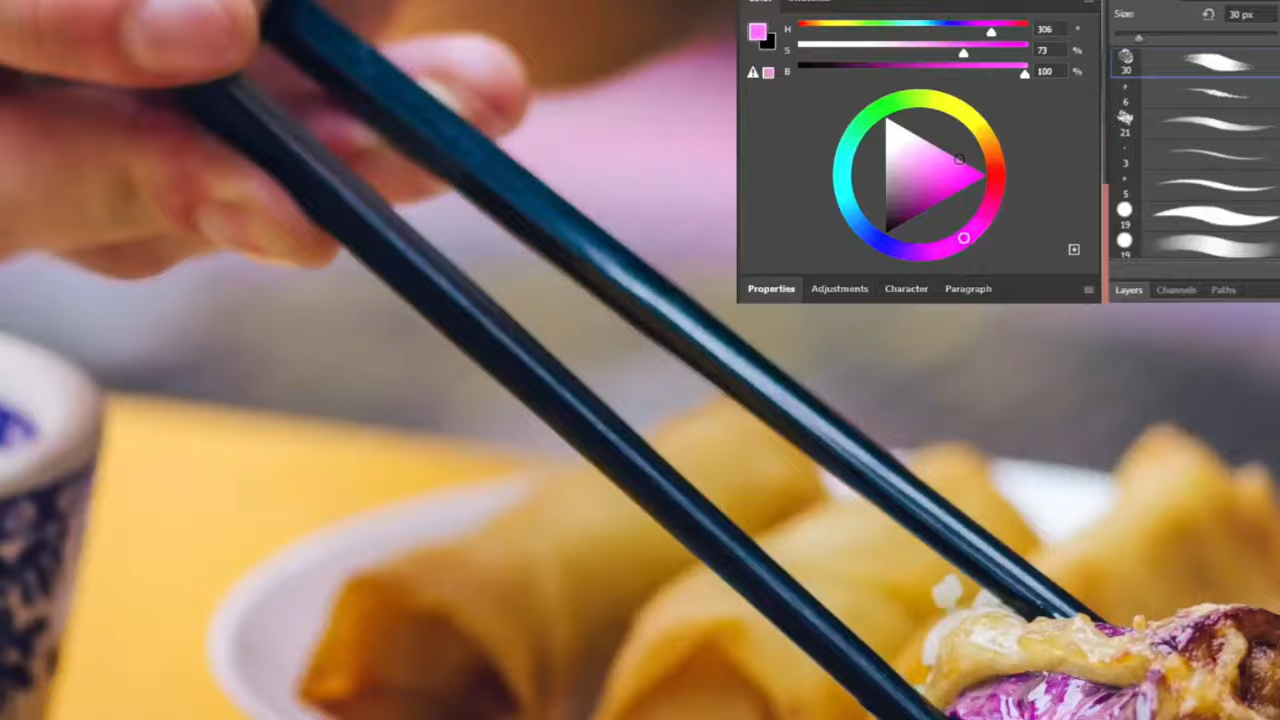 Size:
30 px
H
306
°
S
73
%
B
100
%
30
6
21
3
5
19
19
Properties
Adjustments
Character
Paragraph
Layers
Channels
Paths